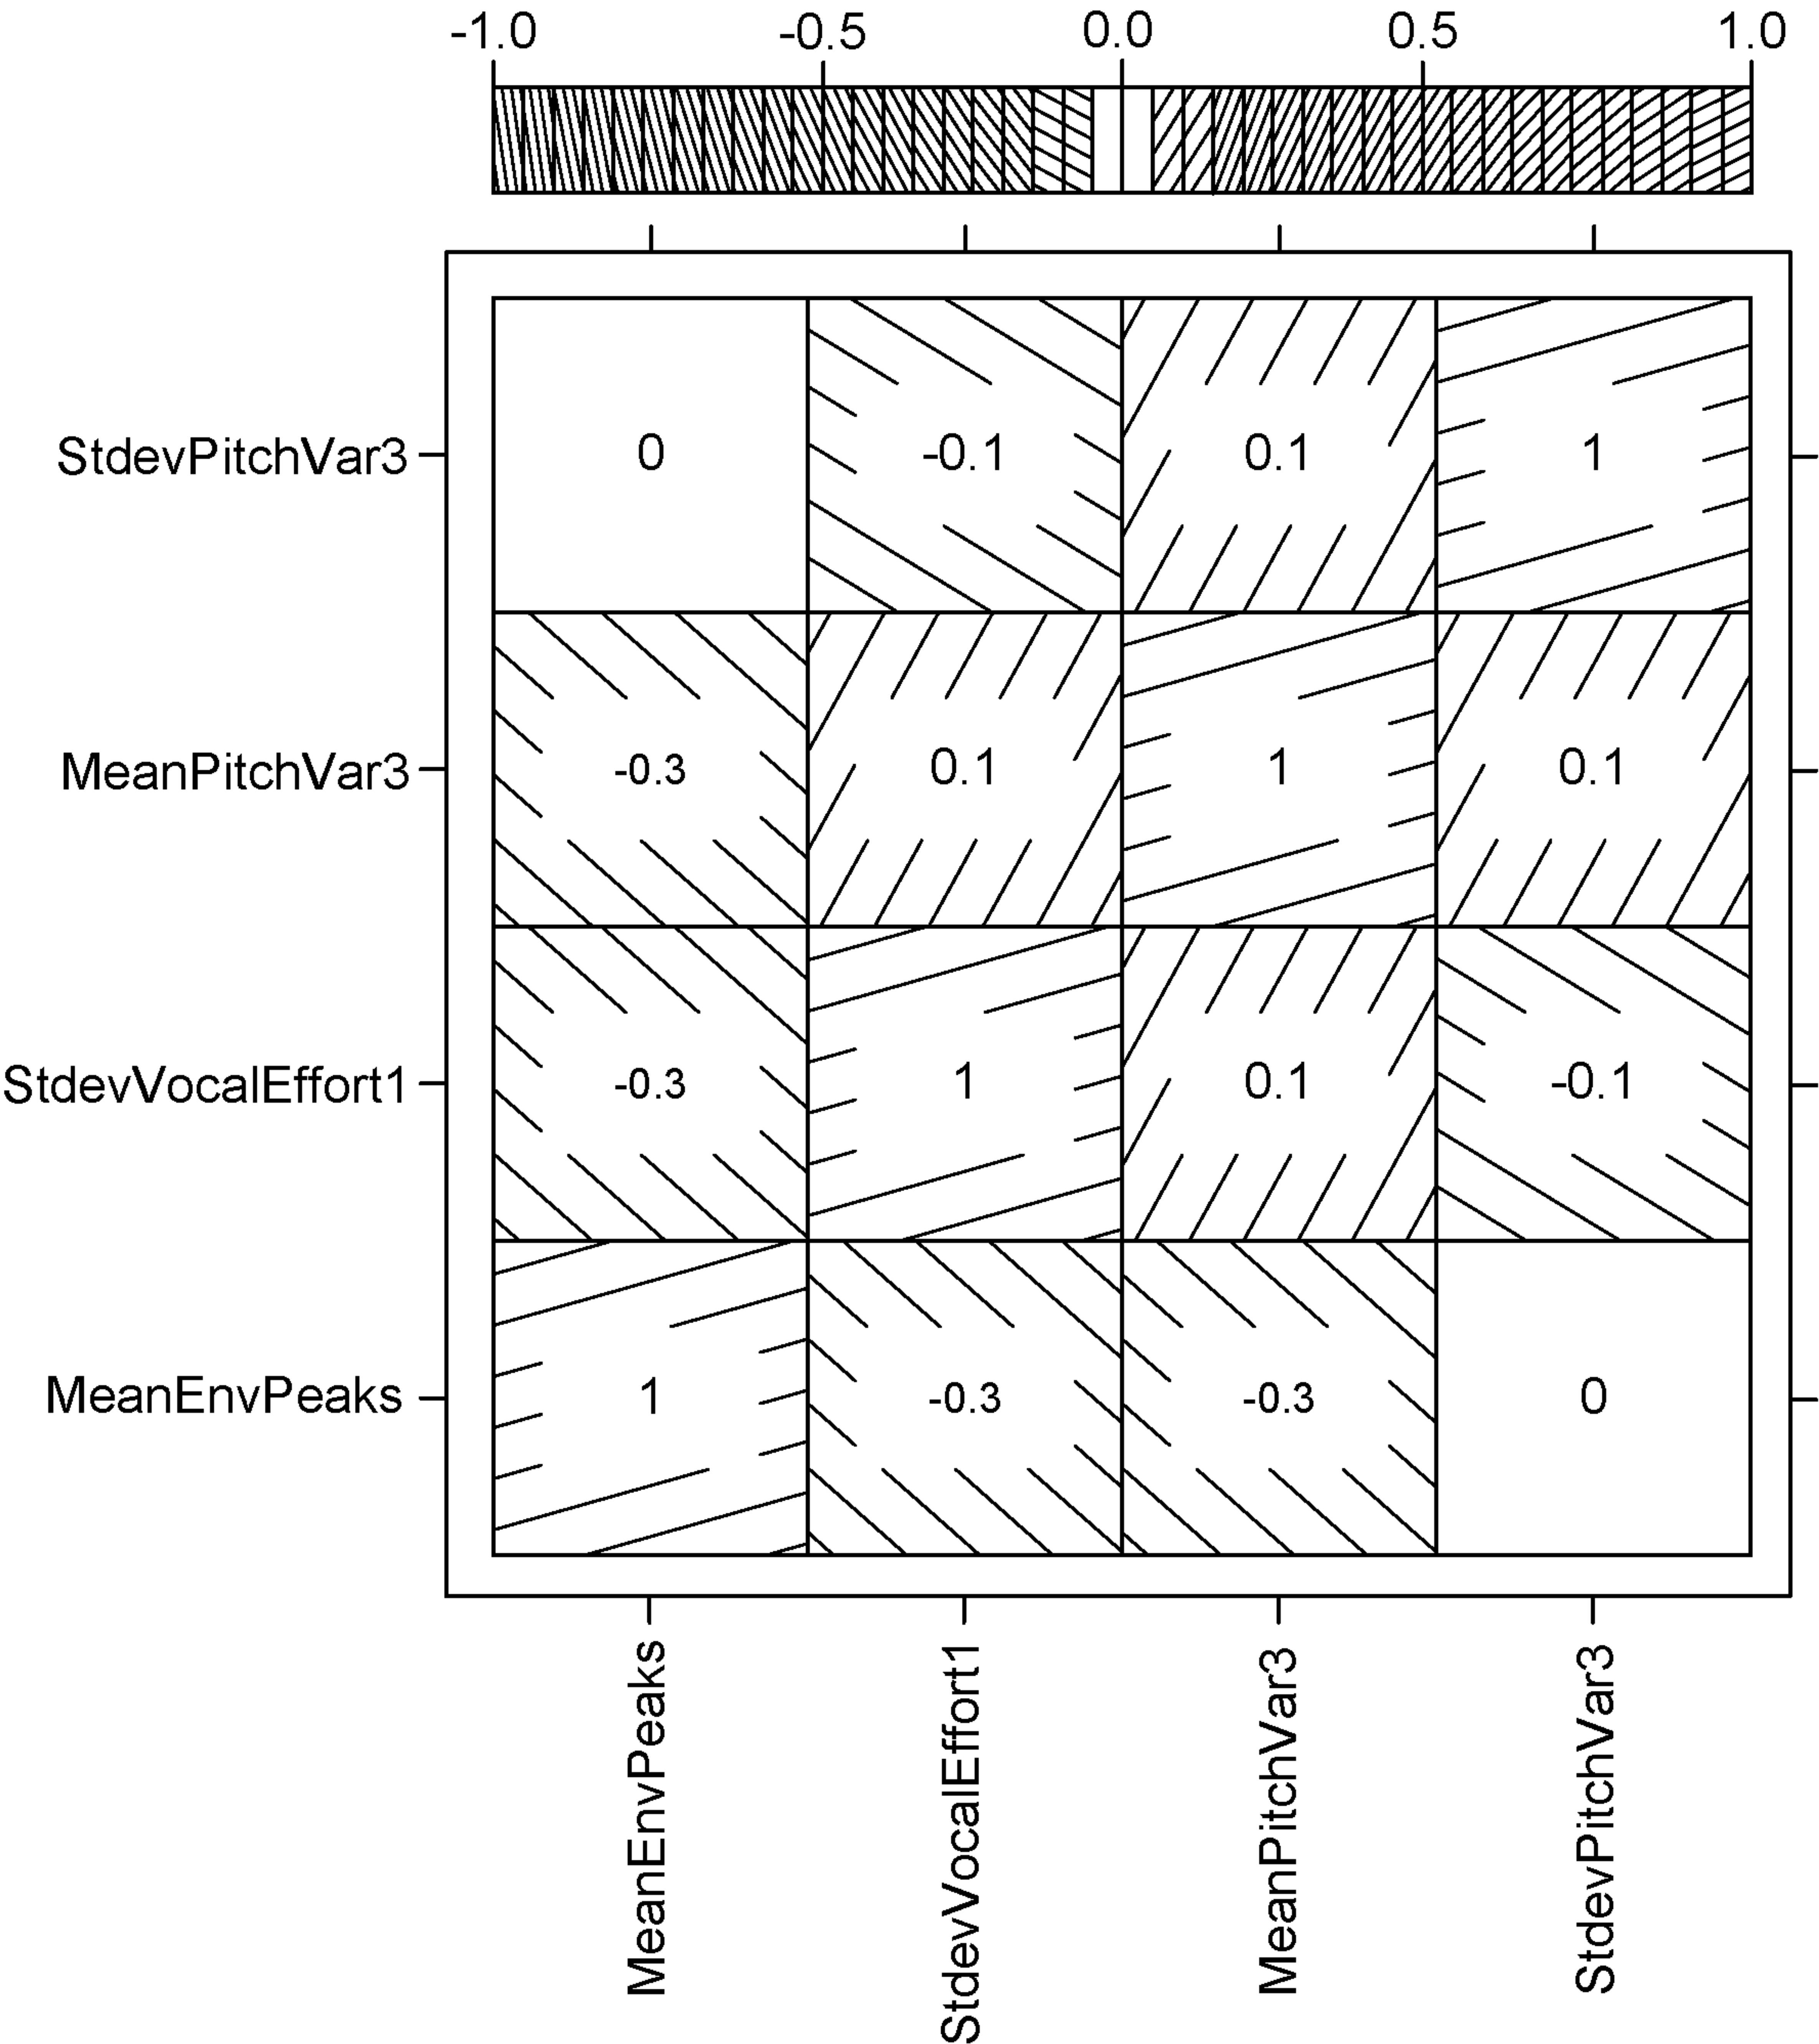 -1.0 -0.5 0.0 0.5 1.0
StdevPitchVar3 0 -0.1 0.1 1
MeanPitchVar3 -0.3 0.1 1 0.1
StdevVocalEffort1 -0.3 1 0.1 -0.1
MeanEnvPeaks 1 -0.3 -0.3 0
MeanEnvPeaks
StdevVocalEffort1
MeanPitchVar3
StdevPitchVar3